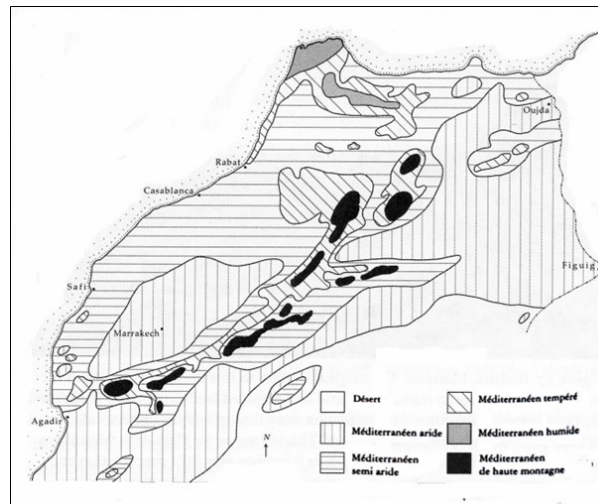 Oujda
Rabat
Casablanca
Figuig
Safi
Marrakech
Agadir
N
Désert
Méditerranéen aride
Méditerranéen
semi aride
Méditerranéen tempéré
Méditerranéen humide
Méditerranéen
de haute montagne